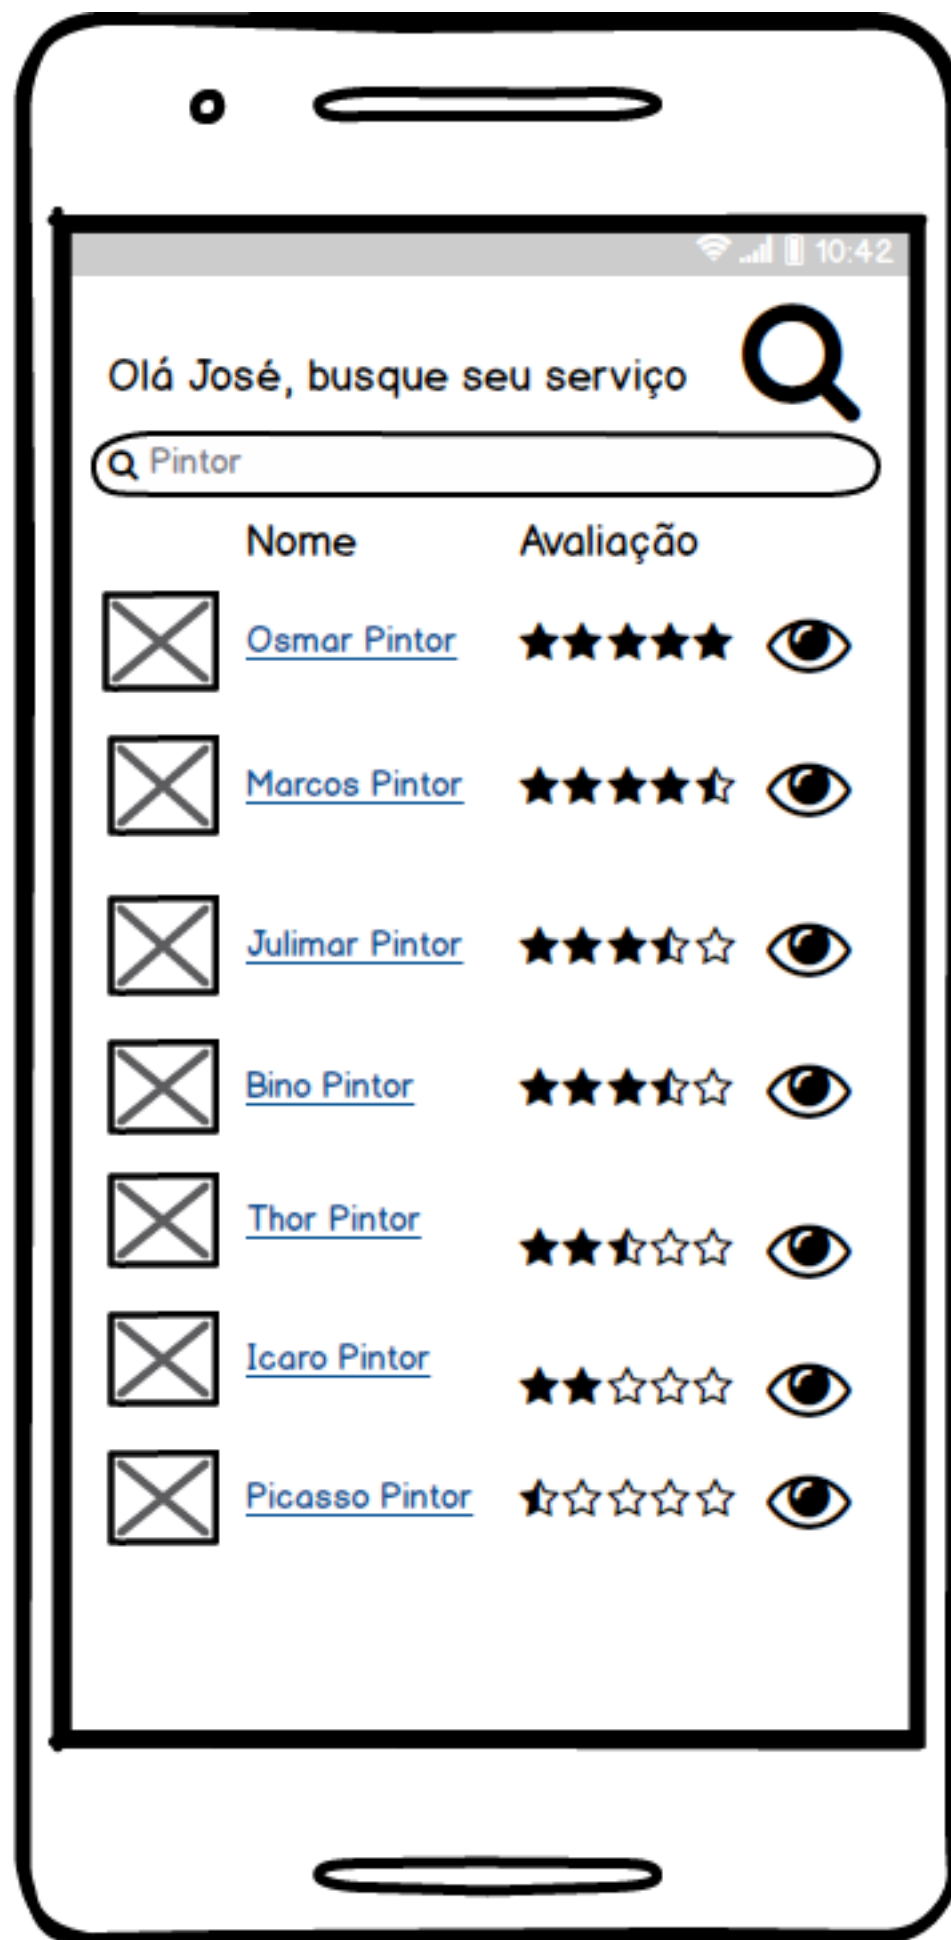 10:42
Olá José, busque seu serviço
Pintor
Nome Avaliação
Osmar Pintor
Marcos Pintor
Julimar Pintor
Bino Pintor
Thor Pintor
Icaro Pintor
Picasso Pintor